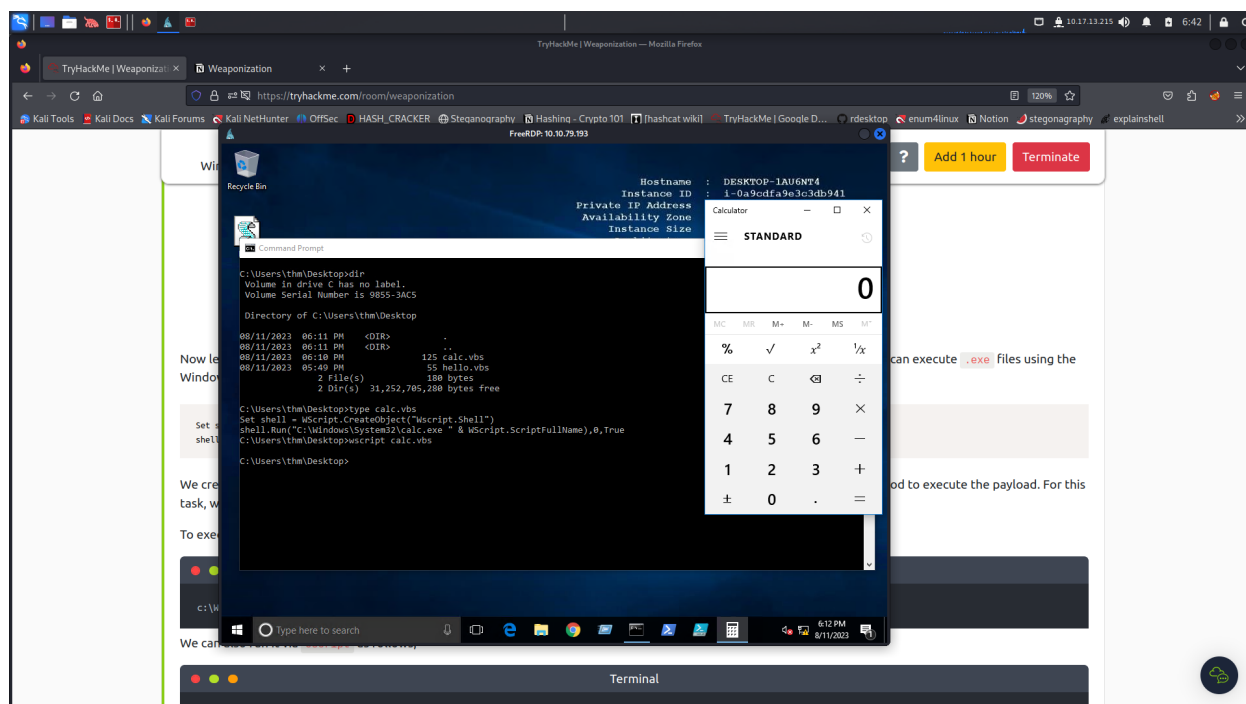 10.17.13.215
6:42
TryHackMe | Weaponization — Mozilla Firefox
TryHackMe | Weaponizati
Weaponization
https://tryhackme.com/room/weaponization
120%
Kali Tools
Kali Docs
Kali Forums
Kali NetHunter
OffSec
HASH_CRACKER
Steganography
Hashing - Crypto 101
[hashcat wiki]
TryHackMe | Google D...
rdesktop
enum4linux
Notion
stegonagraphy
explainshell
FreeRDP: 10.10.79.193
Win
?
Add 1 hour
Terminate
Recycle Bin
Hostname : DESKTOP-1AU6NT4
Instance ID : i-0a9cdfa9e3c3db941
Private IP Address
Availability Zone
Instance Size
Command Prompt
C:\Users\thm\Desktop>dir
Volume in drive C has no label.
Volume Serial Number is 9855-3AC5
Directory of C:\Users\thm\Desktop
08/11/2023 06:11 PM <DIR> .
08/11/2023 06:11 PM <DIR> ..
08/11/2023 06:10 PM 125 calc.vbs
08/11/2023 05:49 PM 55 hello.vbs
2 File(s) 180 bytes
2 Dir(s) 31,252,705,280 bytes free
C:\Users\thm\Desktop>type calc.vbs
Set shell = WScript.CreateObject("Wscript.Shell")
shell.Run("C:\Windows\System32\calc.exe " & WScript.ScriptFullName),0,True
C:\Users\thm\Desktop>wscript calc.vbs
C:\Users\thm\Desktop>
Calculator
STANDARD
0
MC MR M+ M- MS M˅
% √ x² ¹/x
CE C ÷
7 8 9 ×
4 5 6 −
1 2 3 +
± 0 . =
Now le
can execute .exe files using the
Windo
Set s
shell
We cre
od to execute the payload. For this
task, w
To exe
c:\W
Type here to search
6:12 PM
8/11/2023
We can
Terminal